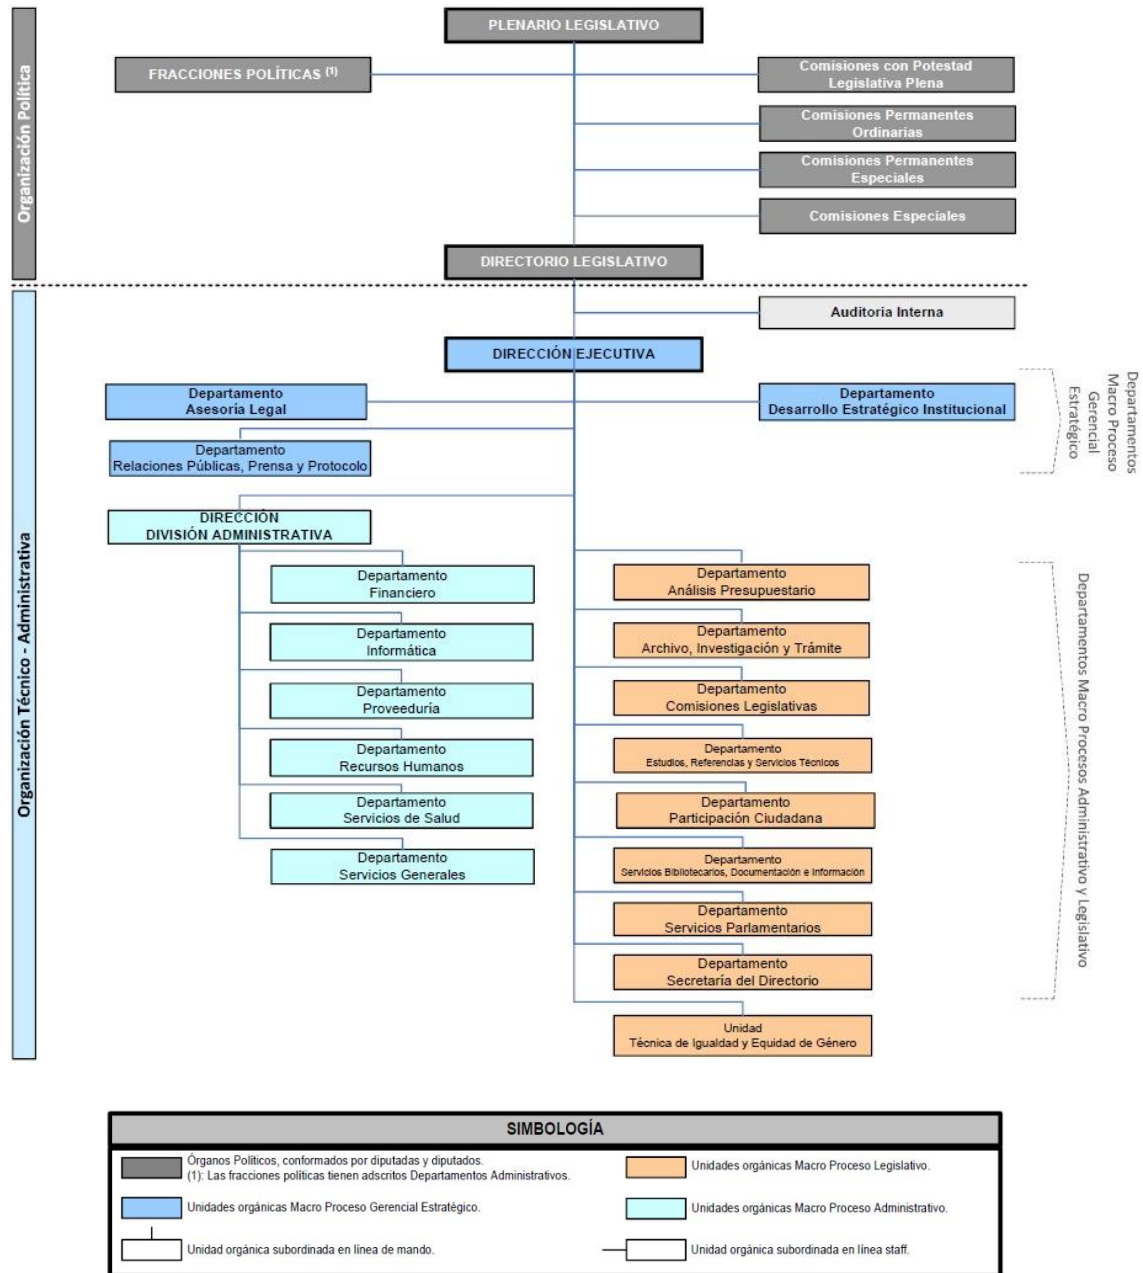 Organización Política
PLENARIO LEGISLATIVO
FRACCIONES POLÍTICAS (1)
Comisiones con Potestad
Legislativa Plena
Comisiones Permanentes
Ordinarias
Comisiones Permanentes
Especiales
Comisiones Especiales
DIRECTORIO LEGISLATIVO
Organización Técnico - Administrativa
Auditoria Interna
DIRECCIÓN EJECUTIVA
Departamento
Asesoría Legal
Departamento
Desarrollo Estratégico Institucional
Departamento
Relaciones Públicas, Prensa y Protocolo
Departamentos
Macro Proceso
Gerencial
Estratégico
DIRECCIÓN
DIVISIÓN ADMINISTRATIVA
Departamento
Financiero
Departamento
Informática
Departamento
Proveeduría
Departamento
Recursos Humanos
Departamento
Servicios de Salud
Departamento
Servicios Generales
Departamento
Análisis Presupuestario
Departamento
Archivo, Investigación y Trámite
Departamento
Comisiones Legislativas
Departamento
Estudios, Referencias y Servicios Técnicos
Departamento
Participación Ciudadana
Departamento
Servicios Bibliotecarios, Documentación e Información
Departamento
Servicios Parlamentarios
Departamento
Secretaría del Directorio
Unidad
Técnica de Igualdad y Equidad de Género
Departamentos Macro Procesos Administrativo y Legislativo
SIMBOLOGÍA
Órganos Políticos, conformados por diputadas y diputados.
(1): Las fracciones políticas tienen adscritos Departamentos Administrativos.
Unidades orgánicas Macro Proceso Legislativo.
Unidades orgánicas Macro Proceso Gerencial Estratégico.
Unidades orgánicas Macro Proceso Administrativo.
Unidad orgánica subordinada en línea de mando.
Unidad orgánica subordinada en línea staff.